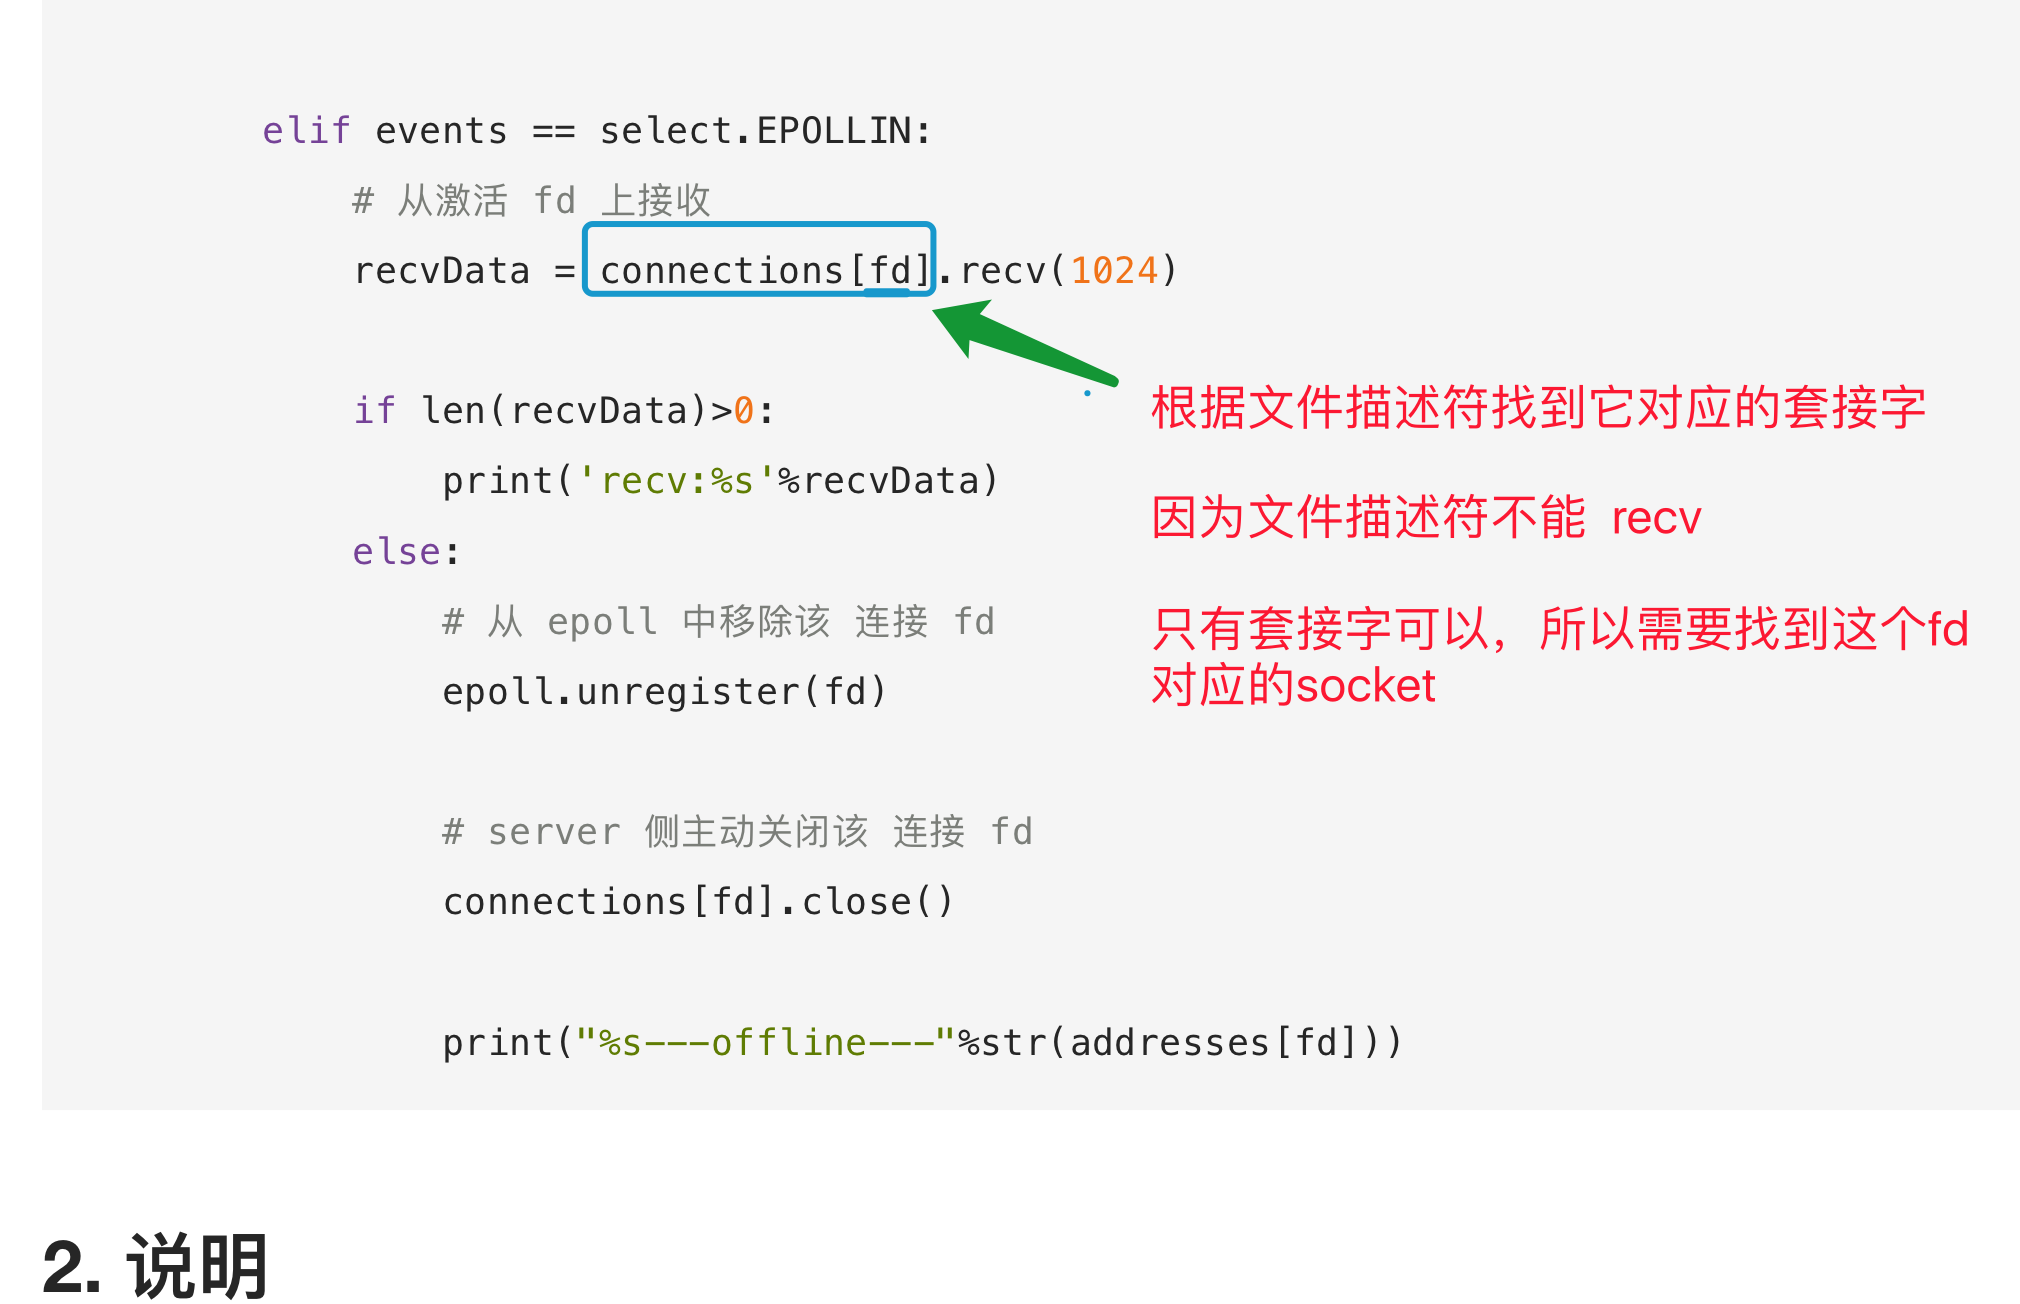 elif events == select.EPOLLIN:
# 从激活 fd 上接收
recvData = connections[fd].recv(1024)
if len(recvData)>0:
根据文件描述符找到它对应的套接字
print('recv:%s'%recvData)
因为文件描述符不能 recv
else:
# 从 epoll 中移除该 连接 fd
只有套接字可以，所以需要找到这个fd
对应的socket
epoll.unregister(fd)
# server 侧主动关闭该 连接 fd
connections[fd].close()
print("%s---offline---"%str(addresses[fd]))
2. 说明